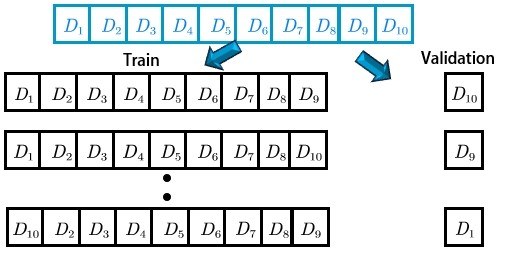 D₁ D₂ D₃ D₄ D₅ D₆ D₇ D₈ D₉ D₁₀
Train Validation
D₁ D₂ D₃ D₄ D₅ D₆ D₇ D₈ D₉ D₁₀
D₁ D₂ D₃ D₄ D₅ D₆ D₇ D₈ D₁₀ D₉
D₁₀ D₂ D₃ D₄ D₅ D₆ D₇ D₈ D₉ D₁